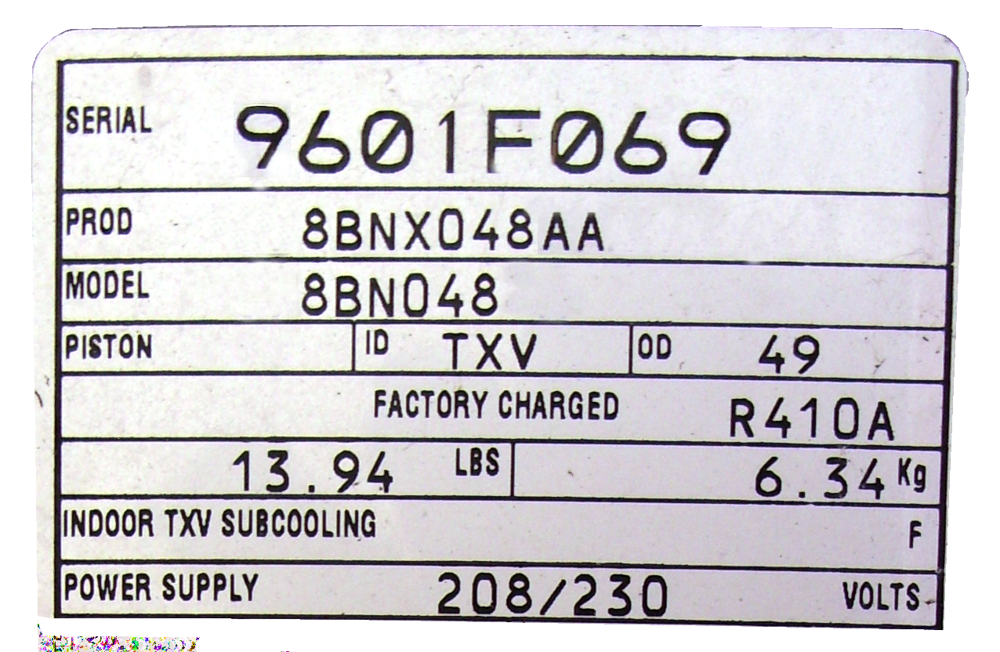 SERIAL 9601F069
PROD 8BNX048AA
MODEL 8BN048
PISTON ID TXV OD 49
FACTORY CHARGED R410A
13.94 LBS 6.34 Kg
INDOOR TXV SUBCOOLING F
POWER SUPPLY 208/230 VOLTS